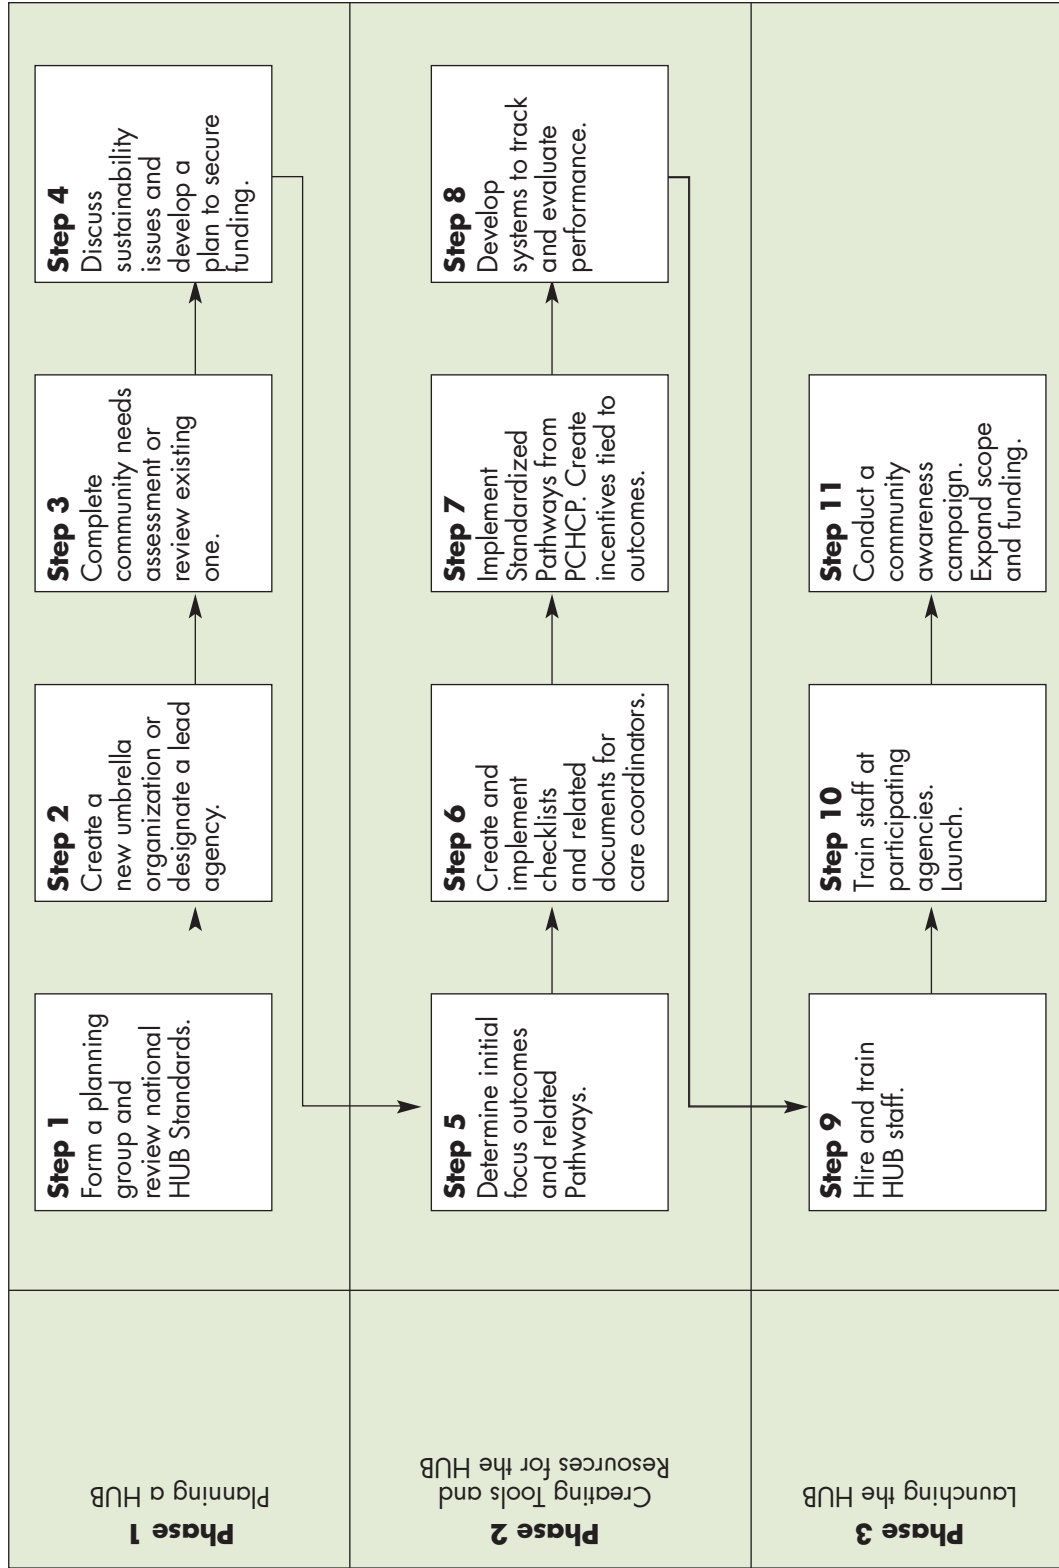 Phase 1
Planning a HUB
Step 1
Form a planning
group and
review national
HUB Standards.
Step 2
Create a
new umbrella
organization or
designate a lead
agency.
Step 3
Complete
community needs
assessment or
review existing
one.
Step 4
Discuss
sustainability
issues and
develop a
plan to secure
funding.
Phase 2
Creating Tools and
Resources for the HUB
Step 5
Determine initial
focus outcomes
and related
Pathways.
Step 6
Create and
implement
checklists
and related
documents for
care coordinators.
Step 7
Implement
Standardized
Pathways from
PCHCP. Create
incentives tied to
outcomes.
Step 8
Develop
systems to track
and evaluate
performance.
Phase 3
Launching the HUB
Step 9
Hire and train
HUB staff.
Step 10
Train staff at
participating
agencies.
Launch.
Step 11
Conduct a
community
awareness
campaign.
Expand scope
and funding.